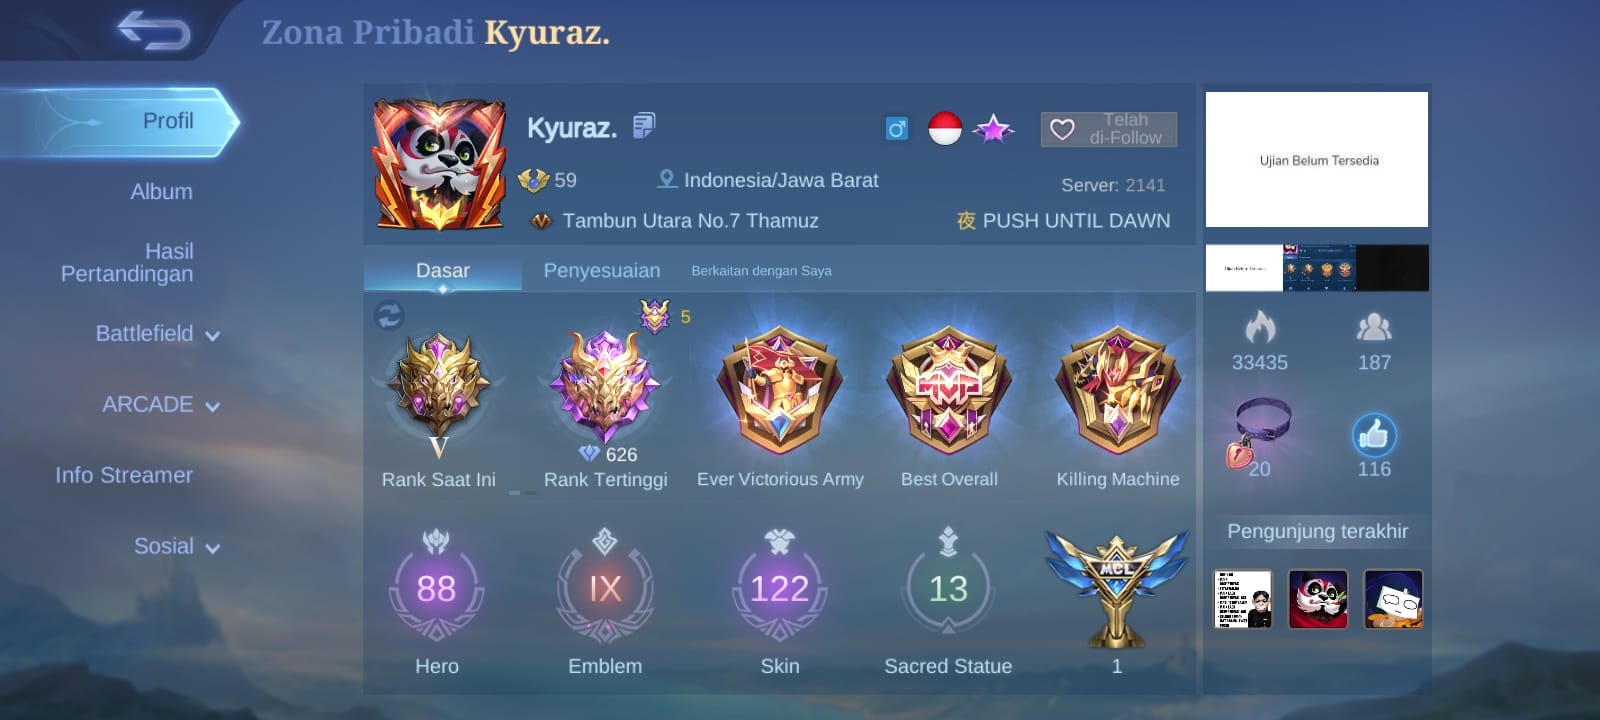 Zona Pribadi Kyuraz.
Profil
Album
Hasil
Pertandingan
Battlefield
ARCADE
Info Streamer
Sosial
Kyuraz.
Telah
di-Follow
59
Indonesia/Jawa Barat
Server: 2141
Tambun Utara No.7 Thamuz
夜 PUSH UNTIL DAWN
Dasar
Penyesuaian
Berkaitan dengan Saya
5
V
626
MVP
Rank Saat Ini
Rank Tertinggi
Ever Victorious Army
Best Overall
Killing Machine
88
IX
122
13
MCL
Hero
Emblem
Skin
Sacred Statue
1
Ujian Belum Tersedia
33435
187
20
116
Pengunjung terakhir